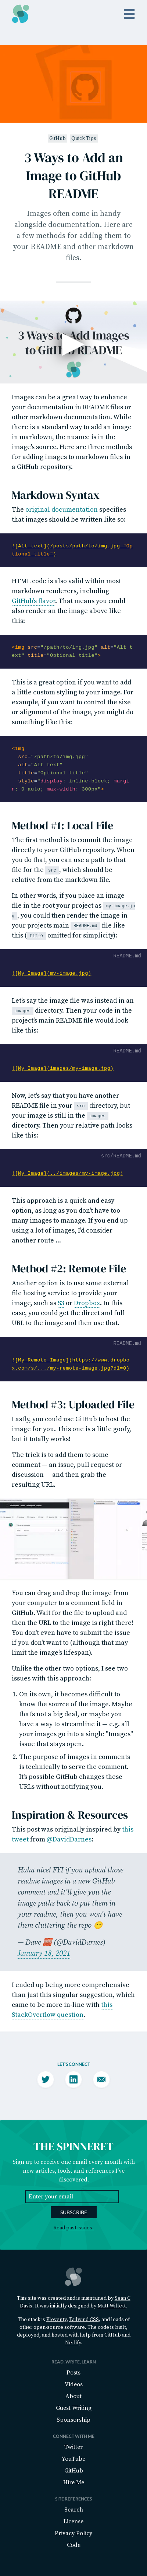 GitHub Quick Tips
3 Ways to Add an
Image to GitHub
README
Images often come in handy
alongside documentation. Here are
a few methods for adding them to
your README and other markdown
files.
3 Ways to Add Images
to GitHub README
Images can be a great way to enhance
your documentation in README files or
other markdown documentation. While
there is a standard way to add an image
in markdown, the nuance is in the
image's source. Here are three methods
for adding images to markdown files in
a GitHub repository.
Markdown Syntax
The original documentation specifies
that images should be written like so:
![Alt text](/posts/path/to/img.jpg "Op
tional title")
HTML code is also valid within most
markdown renderers, including
GitHub's flavor. That means you could
also render an the image above like
this:
<img src="/path/to/img.jpg" alt="Alt t
ext" title="Optional title">
This is a great option if you want to add
a little custom styling to your image. For
example, if you want to control the size
or alignment of the image, you might do
something like this:
<img
src="/path/to/img.jpg"
alt="Alt text"
title="Optional title"
style="display: inline-block; margi
n: 0 auto; max-width: 300px">
Method #1: Local File
The first method is to commit the image
directly to your GitHub repository. When
you do that, you can use a path to that
file for the src, which should be
relative from the markdown file.
In other words, if you place an image
file in the root of your project as my-image.jp
g, you could then render the image in
your projects main README.md file like
this ( title omitted for simplicity):
README.md
![My Image](my-image.jpg)
Let's say the image file was instead in an
images directory. Then your code in the
project's main README file would look
like this:
README.md
![My Image](images/my-image.jpg)
Now, let's say that you have another
README file in your src directory, but
your image is still in the images
directory. Then your relative path looks
like this:
src/README.md
![My Image](../images/my-image.jpg)
This approach is a quick and easy
option, as long as you don't have too
many images to manage. If you end up
using a lot of images, I'd consider
another route ...
Method #2: Remote File
Another option is to use some external
file hosting service to provide your
image, such as S3 or Dropbox. In this
case, you could get the direct and full
URL to the image and then use that.
README.md
![My Remote Image](https://www.dropbo
x.com/s/.../my-remote-image.jpg?dl=0)
Method #3: Uploaded File
Lastly, you could use GitHub to host the
image for you. This one is a little goofy,
but it totally works!
The trick is to add them to some
comment — an issue, pull request or
discussion — and then grab the
resulting URL.
You can drag and drop the image from
your computer to a comment field in
GitHub. Wait for the file to upload and
then boom! The URL to the image is right there!
You don't even have to submit the issue
if you don't want to (although that may
limit the image's lifespan).
Unlike the other two options, I see two
issues with this approach:
1. On its own, it becomes difficult to
know the source of the image. Maybe
that's not a big deal, or maybe you
have a way to streamline it — e.g. all
your images go into a single "Images"
issue that stays open.
2. The purpose of images in comments
is technically to serve the comment.
It's possible GitHub changes these
URLs without notifying you.
Inspiration & Resources
This post was originally inspired by this
tweet from @DavidDarnes:
Haha nice! FYI if you upload those
readme images in a new GitHub
comment and it'll give you the
image paths back to put them in
your readme, then you won't have
them cluttering the repo 🙂
— Dave 🧱 (@DavidDarnes)
January 18, 2021
I ended up being more comprehensive
than just this singular suggestion, which
came to be more in-line with this
StackOverflow question.
LET'S CONNECT
THE SPINNERET
Sign up to receive one email every month with
new articles, tools, and references I've
discovered.
Enter your email
SUBSCRIBE
Read past issues.
This site was created and is maintained by Sean C
Davis. It was initially designed by Matt Willett.
The stack is Eleventy, Tailwind CSS, and loads of
other open-source software. The code is built,
deployed, and hosted with help from GitHub and
Netlify.
READ, WRITE, LEARN
Posts
Videos
About
Guest Writing
Sponsorship
CONNECT WITH ME
Twitter
YouTube
GitHub
Hire Me
SITE REFERENCES
Search
License
Privacy Policy
Code